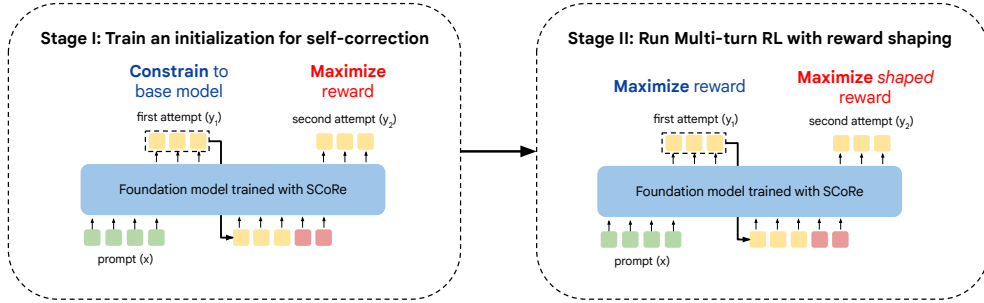 Stage I: Train an initialization for self-correction
Constrain to
base model
Maximize
reward
first attempt (y₁)
second attempt (y₂)
Foundation model trained with SCoRe
prompt (x)
Stage II: Run Multi-turn RL with reward shaping
Maximize reward
Maximize shaped
reward
first attempt (y₁)
second attempt (y₂)
Foundation model trained with SCoRe
prompt (x)